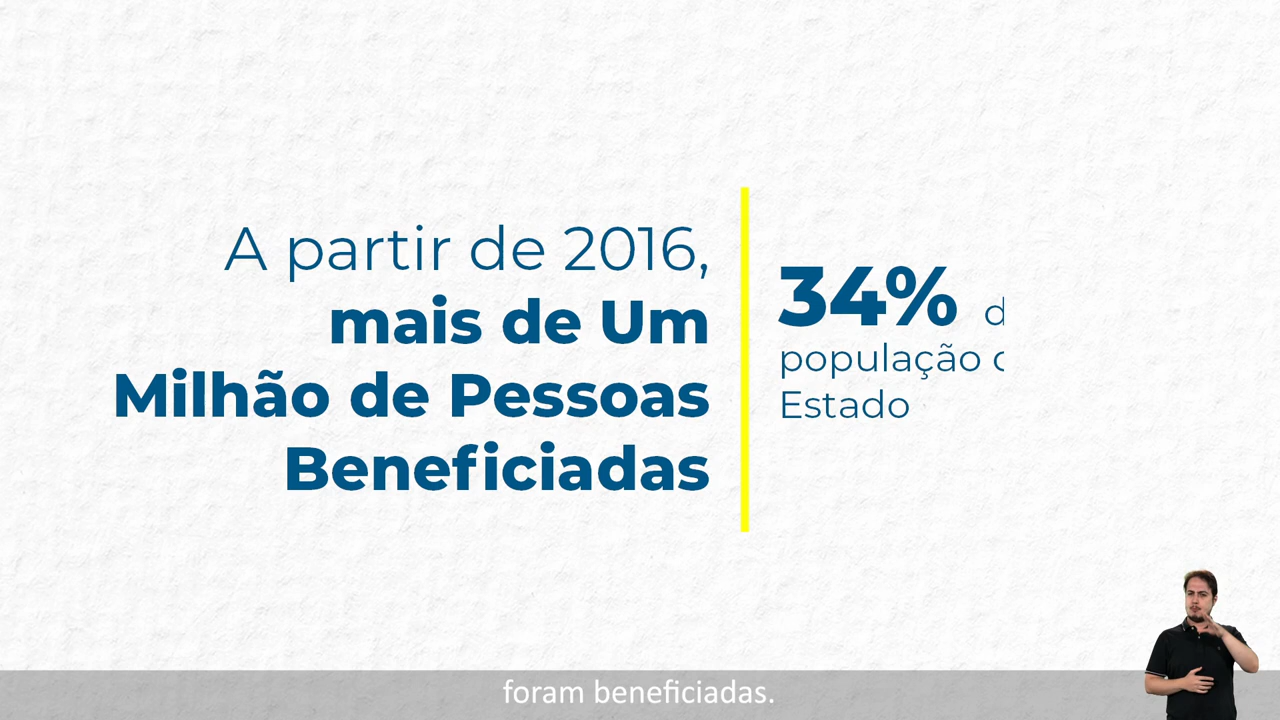 A partir de 2016,
mais de Um
Milhão de Pessoas
Beneficiadas
34%
população
Estado
foram beneficiadas.